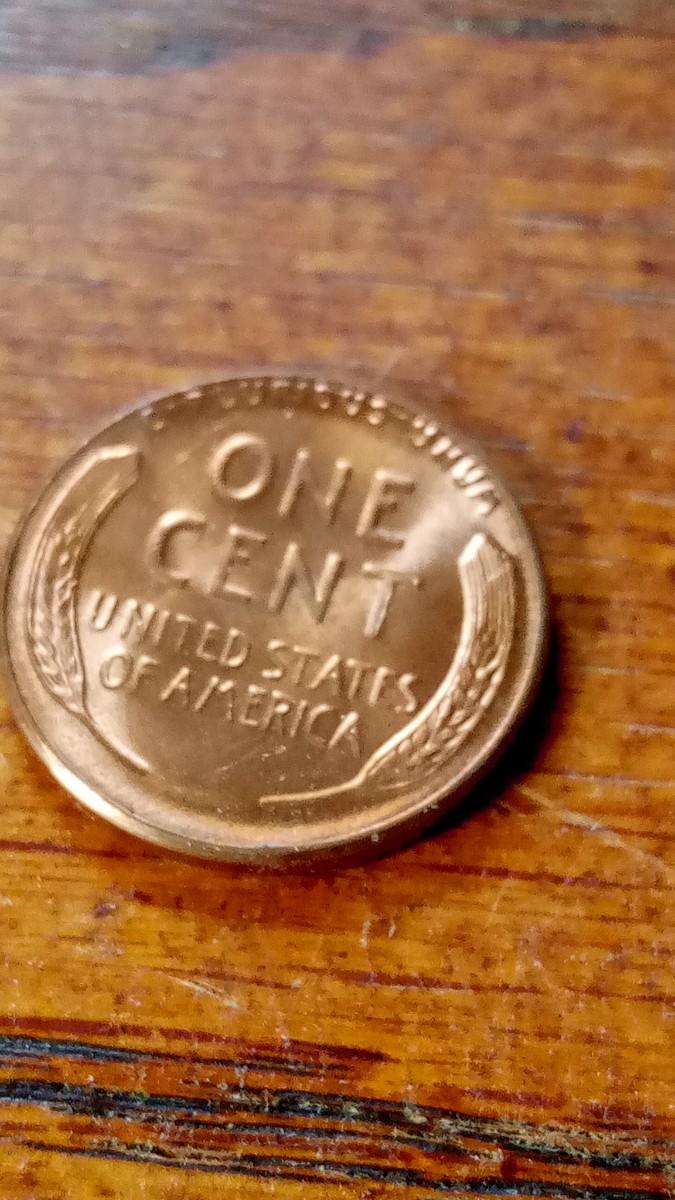 ONE
CENT
UNITED STATES
OF AMERICA